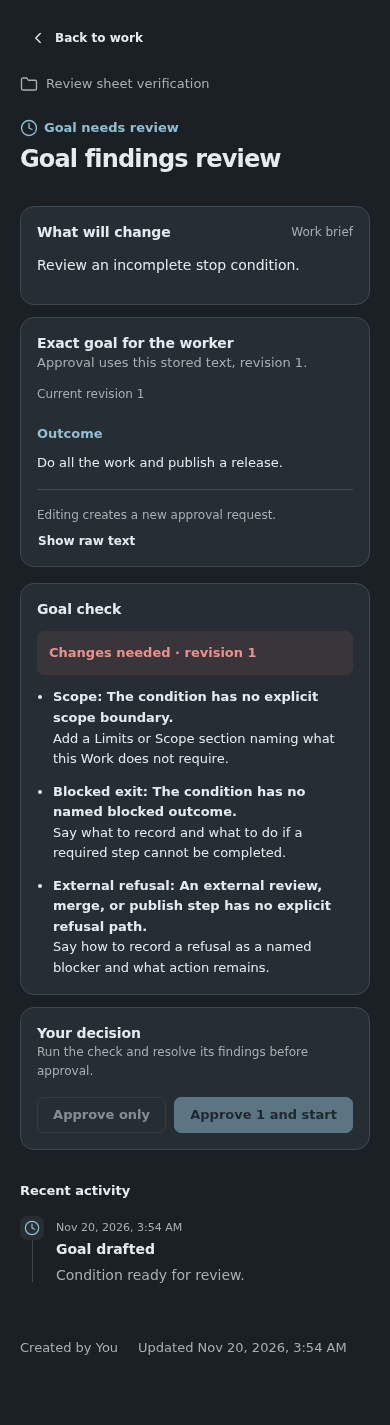 Back to work
Review sheet verification
Goal needs review
Goal findings review
What will change
Work brief
Review an incomplete stop condition.
Exact goal for the worker
Approval uses this stored text, revision 1.
Current revision 1
Outcome
Do all the work and publish a release.
Editing creates a new approval request.
Show raw text
Goal check
Changes needed · revision 1
• Scope: The condition has no explicit
scope boundary.
Add a Limits or Scope section naming what
this Work does not require.
• Blocked exit: The condition has no
named blocked outcome.
Say what to record and what to do if a
required step cannot be completed.
• External refusal: An external review,
merge, or publish step has no explicit
refusal path.
Say how to record a refusal as a named
blocker and what action remains.
Your decision
Run the check and resolve its findings before
approval.
Approve only
Approve 1 and start
Recent activity
Nov 20, 2026, 3:54 AM
Goal drafted
Condition ready for review.
Created by You
Updated Nov 20, 2026, 3:54 AM